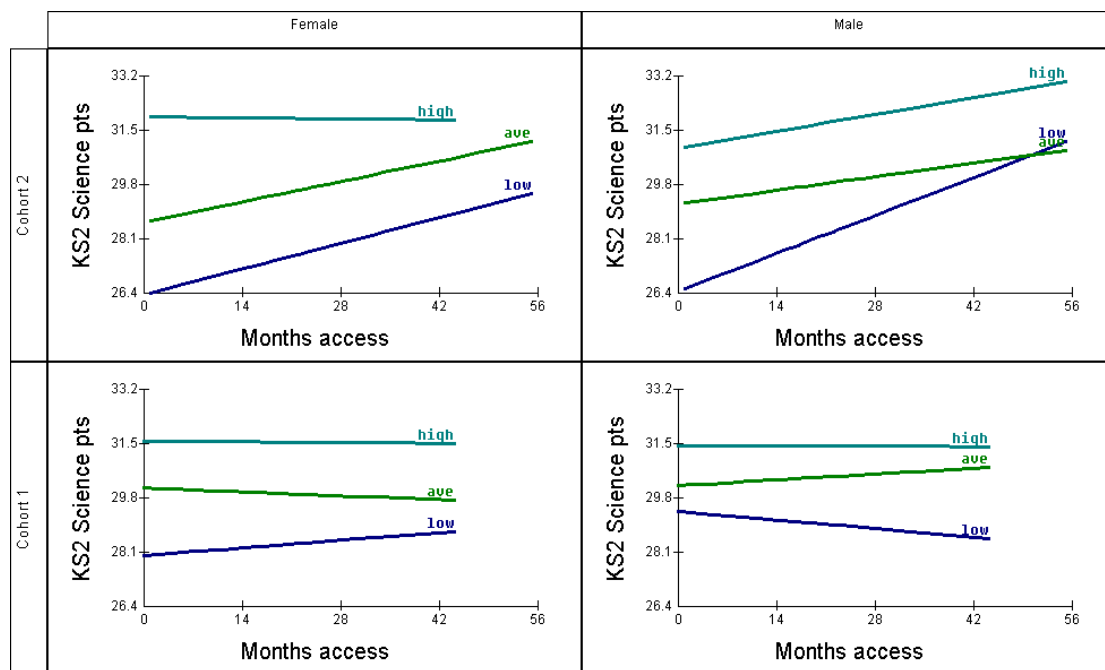 Female
Male
Cohort 2
KS2 Science pts
33.2
31.5
29.8
28.1
26.4
high
ave
low
0 14 28 42 56
Months access
KS2 Science pts
33.2
31.5
29.8
28.1
26.4
high
low
ave
0 14 28 42 56
Months access
Cohort 1
KS2 Science pts
33.2
31.5
29.8
28.1
26.4
high
ave
low
0 14 28 42 56
Months access
KS2 Science pts
33.2
31.5
29.8
28.1
26.4
high
ave
low
0 14 28 42 56
Months access